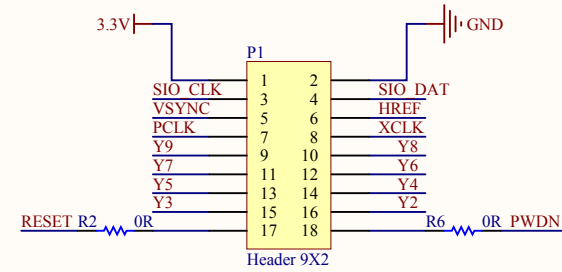 3.3V GND
P1
1 2
SIO_CLK 3 4 SIO_DAT
VSYNC 5 6 HREF
PCLK 7 8 XCLK
Y9 9 10 Y8
Y7 11 12 Y6
Y5 13 14 Y4
Y3 15 16 Y2
RESET R2 0R 17 18 R6 0R PWDN
Header 9X2